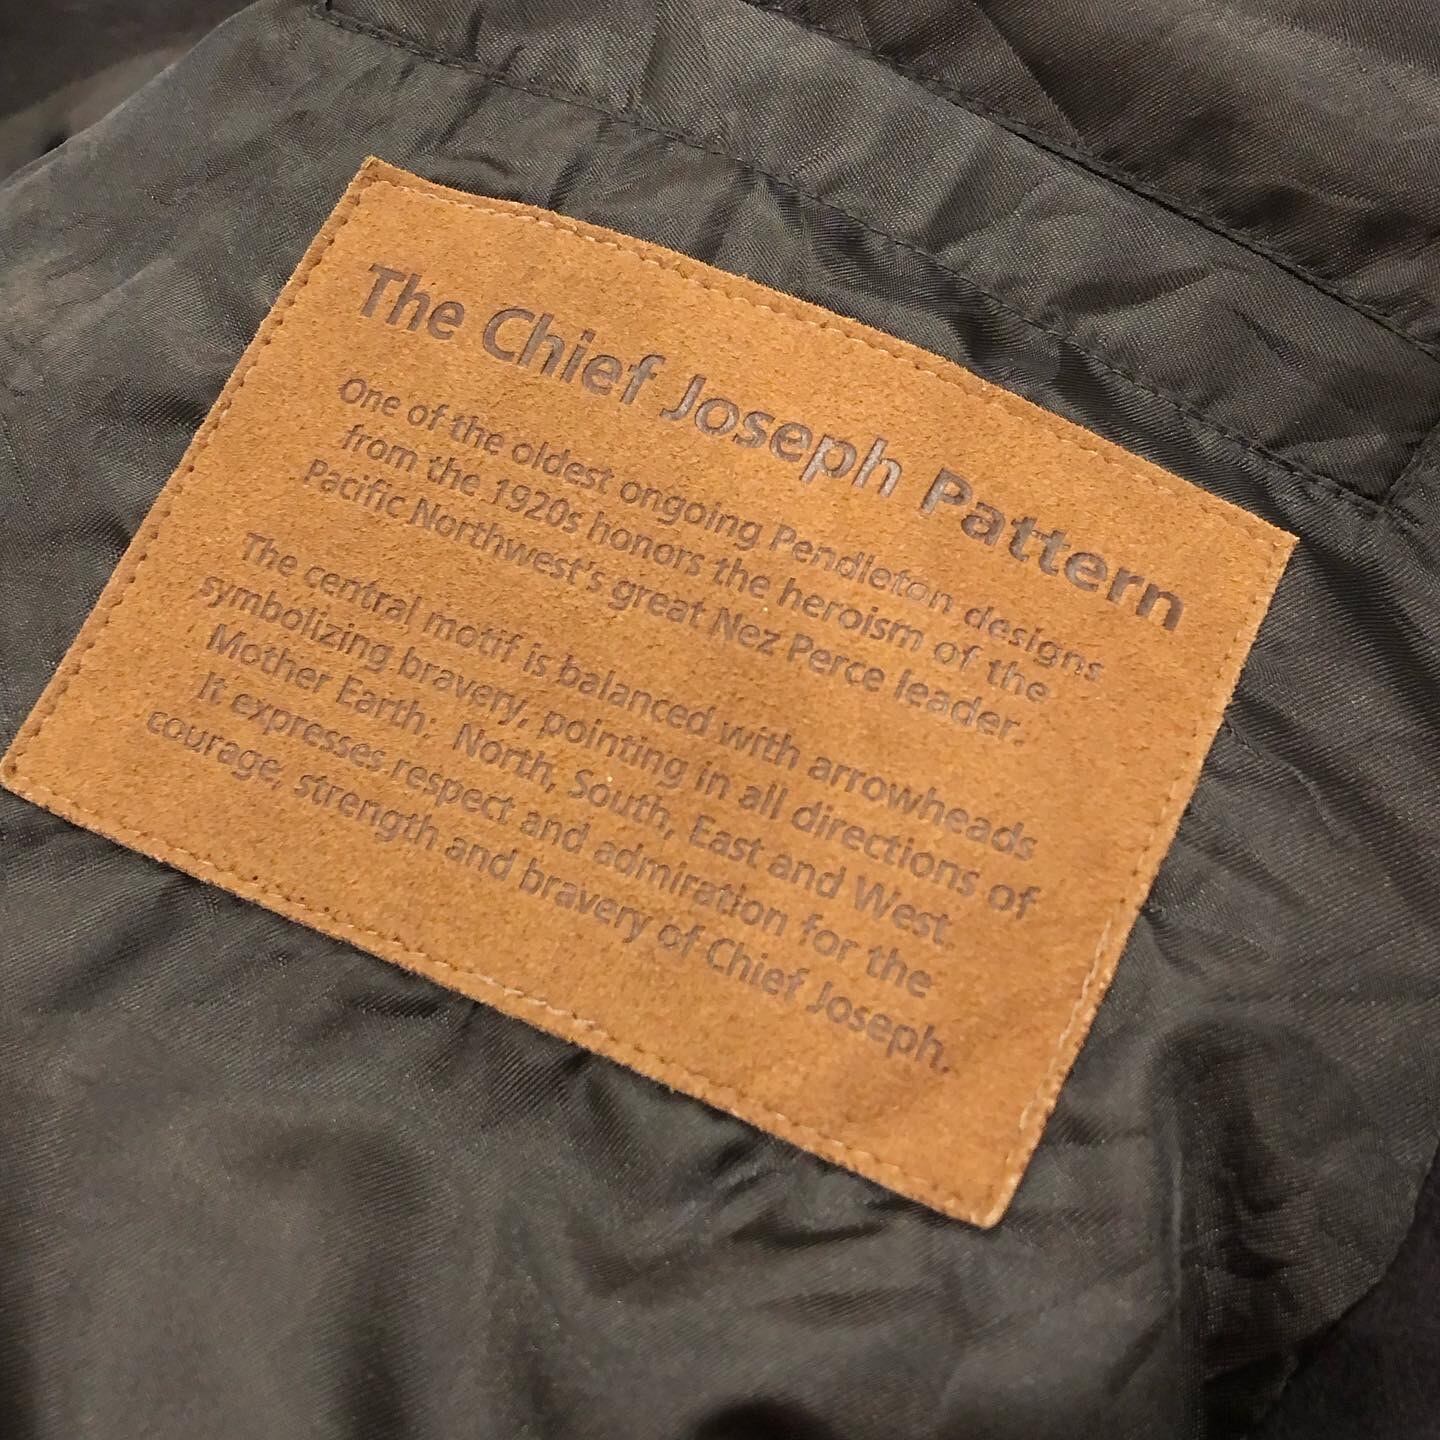 The Chief Joseph Pattern
One of the oldest ongoing Pendleton designs
from the 1920s honors the heroism of the
Pacific Northwest's great Nez Perce leader.
The central motif is balanced with arrowheads
symbolizing bravery, pointing in all directions of
Mother Earth: North, South, East and West.
It expresses respect and admiration for the
courage, strength and bravery of Chief Joseph.